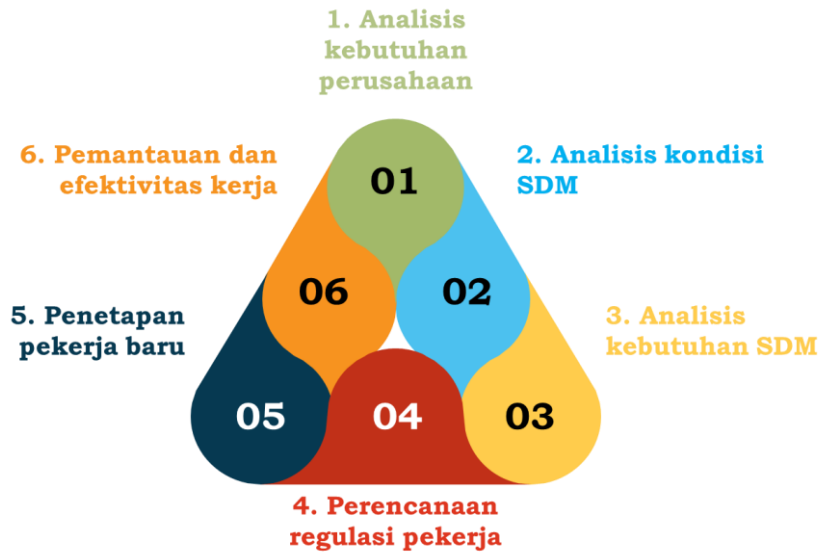 1. Analisis
kebutuhan
perusahaan
01
2. Analisis kondisi
SDM
02
3. Analisis
kebutuhan SDM
03
4. Perencanaan
regulasi pekerja
04
5. Penetapan
pekerja baru
05
6. Pemantauan dan
efektivitas kerja
06